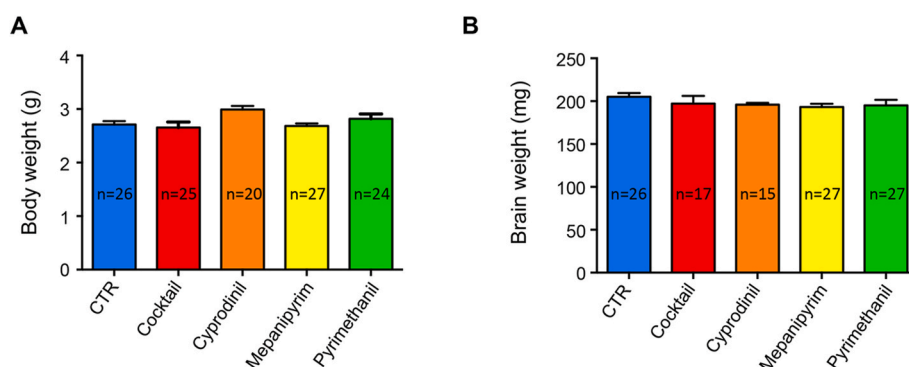 A
Body weight (g)
4
3
2
1
0
n=26
n=25
n=20
n=27
n=24
CTR
Cocktail
Cyprodinil
Mepanipyrim
Pyrimethanil
B
Brain weight (mg)
250
200
150
100
50
0
n=26
n=17
n=15
n=27
n=27
CTR
Cocktail
Cyprodinil
Mepanipyrim
Pyrimethanil